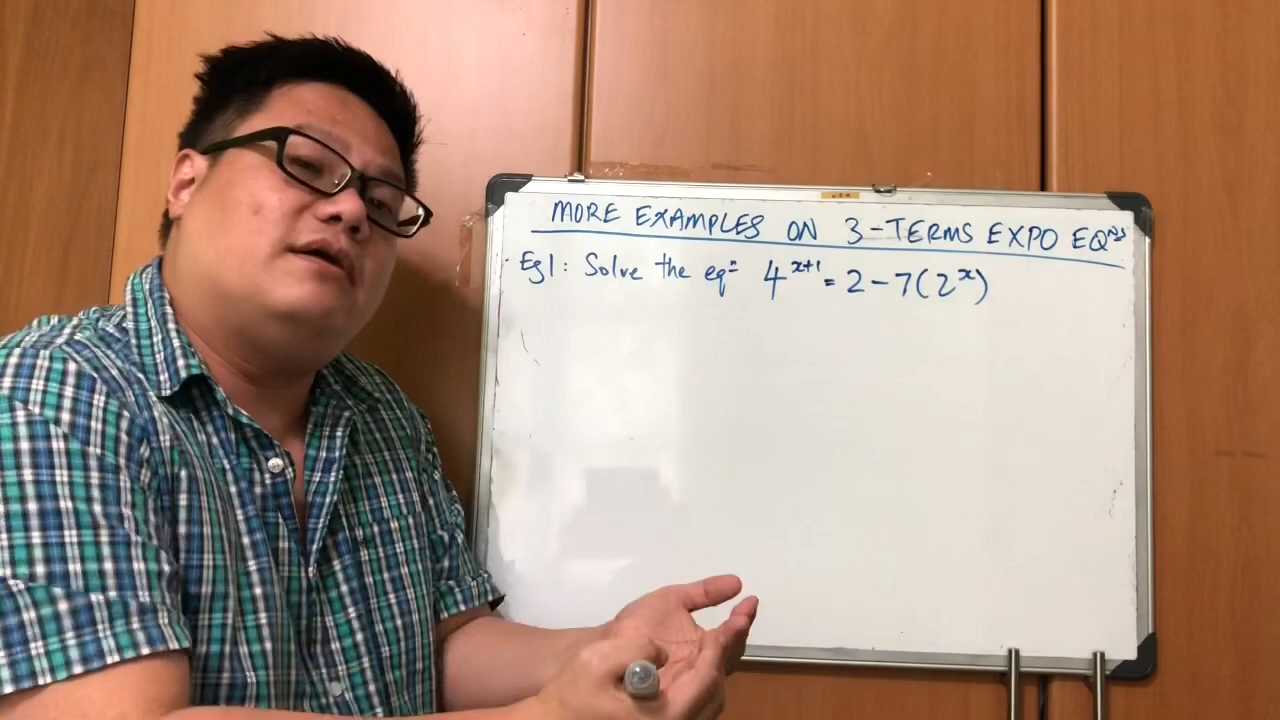 MORE EXAMPLES ON 3-TERMS EXPO EQⁿˢ
Eg1: Solve the eqⁿ 4^{x+1} = 2 - 7(2^x)